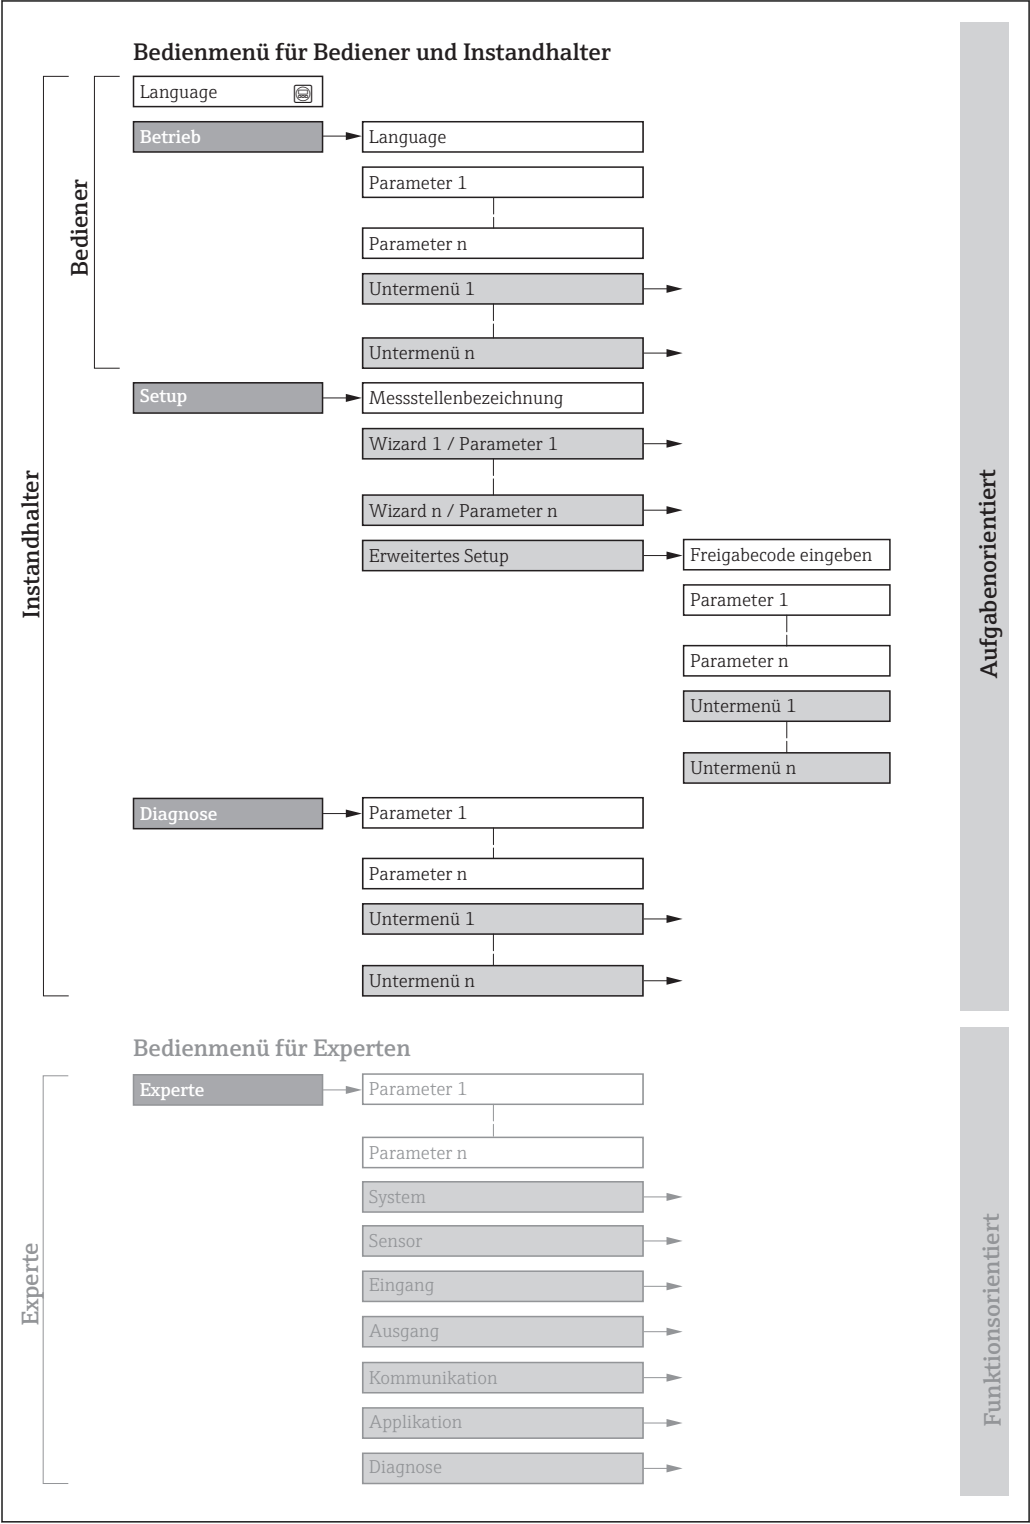 Bedienmenü für Bediener und Instandhalter
Instandhalter
Bediener
Language
Betrieb
Language
Parameter 1
Parameter n
Untermenü 1
Untermenü n
Setup
Messstellenbezeichnung
Wizard 1 / Parameter 1
Wizard n / Parameter n
Erweitertes Setup
Freigabecode eingeben
Parameter 1
Parameter n
Untermenü 1
Untermenü n
Diagnose
Parameter 1
Parameter n
Untermenü 1
Untermenü n
Aufgabenorientiert
Bedienmenü für Experten
Experte
Experte
Parameter 1
Parameter n
System
Sensor
Eingang
Ausgang
Kommunikation
Applikation
Diagnose
Funktionsorientiert